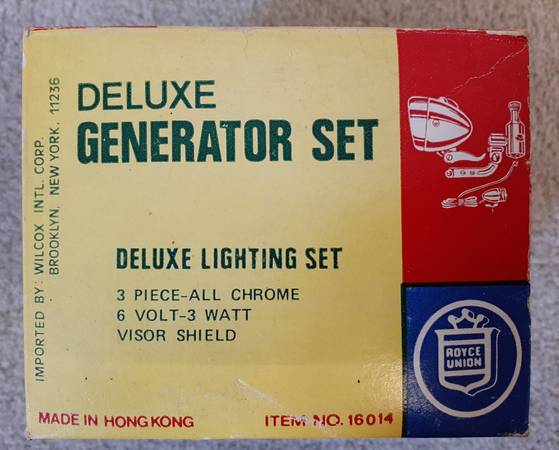 DELUXE
GENERATOR SET
DELUXE LIGHTING SET
3 PIECE-ALL CHROME
6 VOLT-3 WATT
VISOR SHIELD
IMPORTED BY: WILCOX INTL. CORP.
BROOKLYN, NEW YORK, 11236
MADE IN HONG KONG
ITEM NO. 16014
ROYCE
UNION